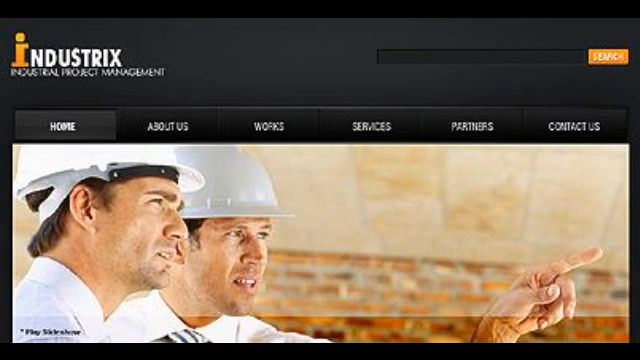 iNDUSTRIX
INDUSTRIAL PROJECT MANAGEMENT
SEARCH
HOME ABOUT US WORKS SERVICES PARTNERS CONTACT US
* Play Slideshow